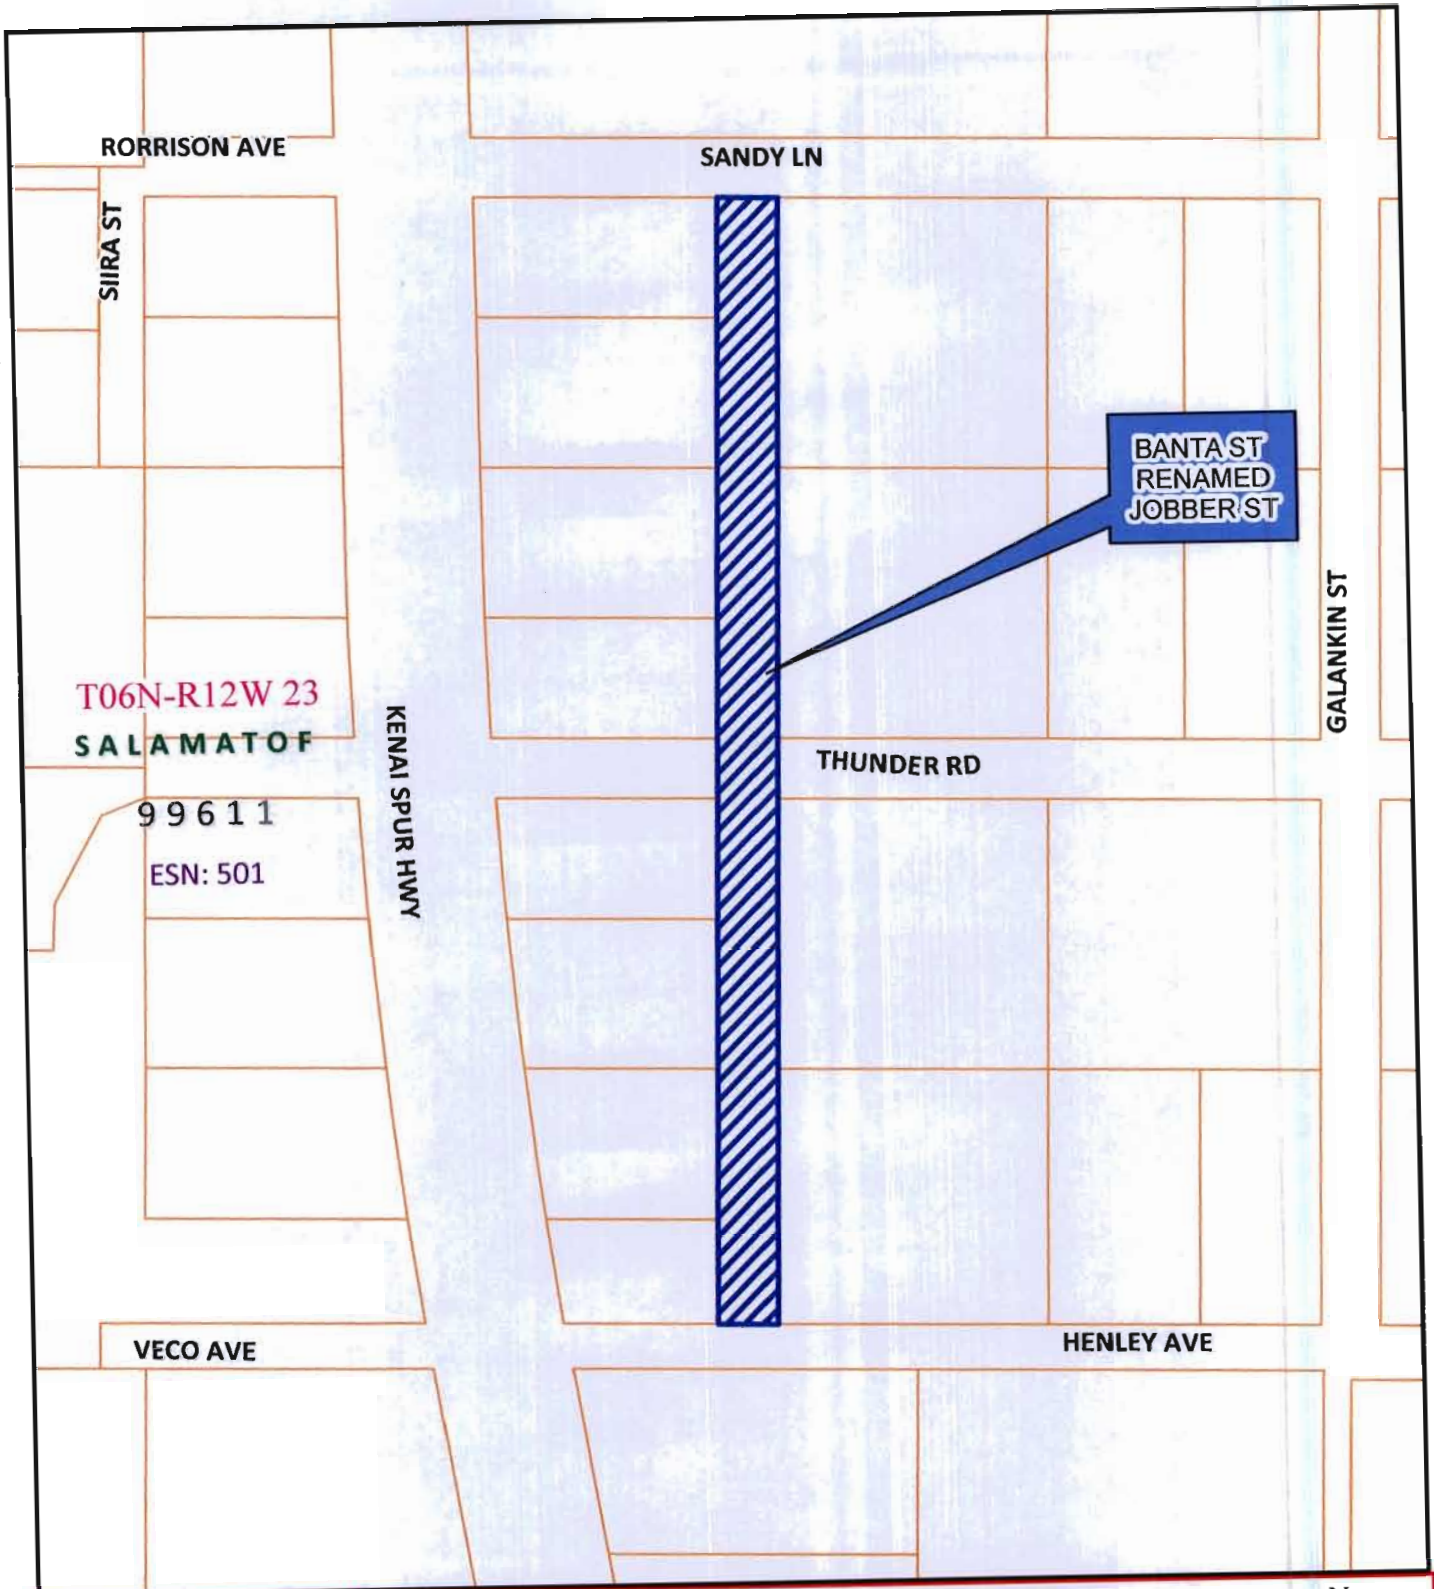 RORRISON AVE
SANDY LN
SIIRA ST
BANTA ST
RENAMED
JOBBER ST
GALANKIN ST
T06N-R12W 23
SALAMATOF
KENAI SPUR HWY
THUNDER RD
99611
ESN: 501
VECO AVE
HENLEY AVE